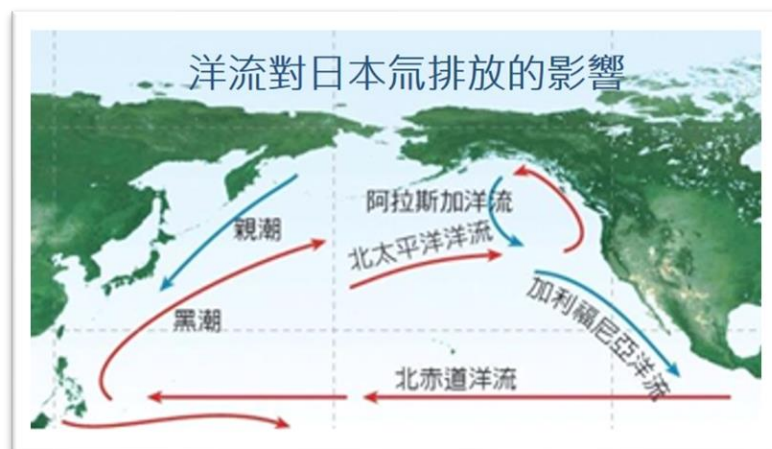 洋流對日本氚排放的影響
阿拉斯加洋流
親潮
北太平洋洋流
黑潮
加利福尼亞洋流
北赤道洋流